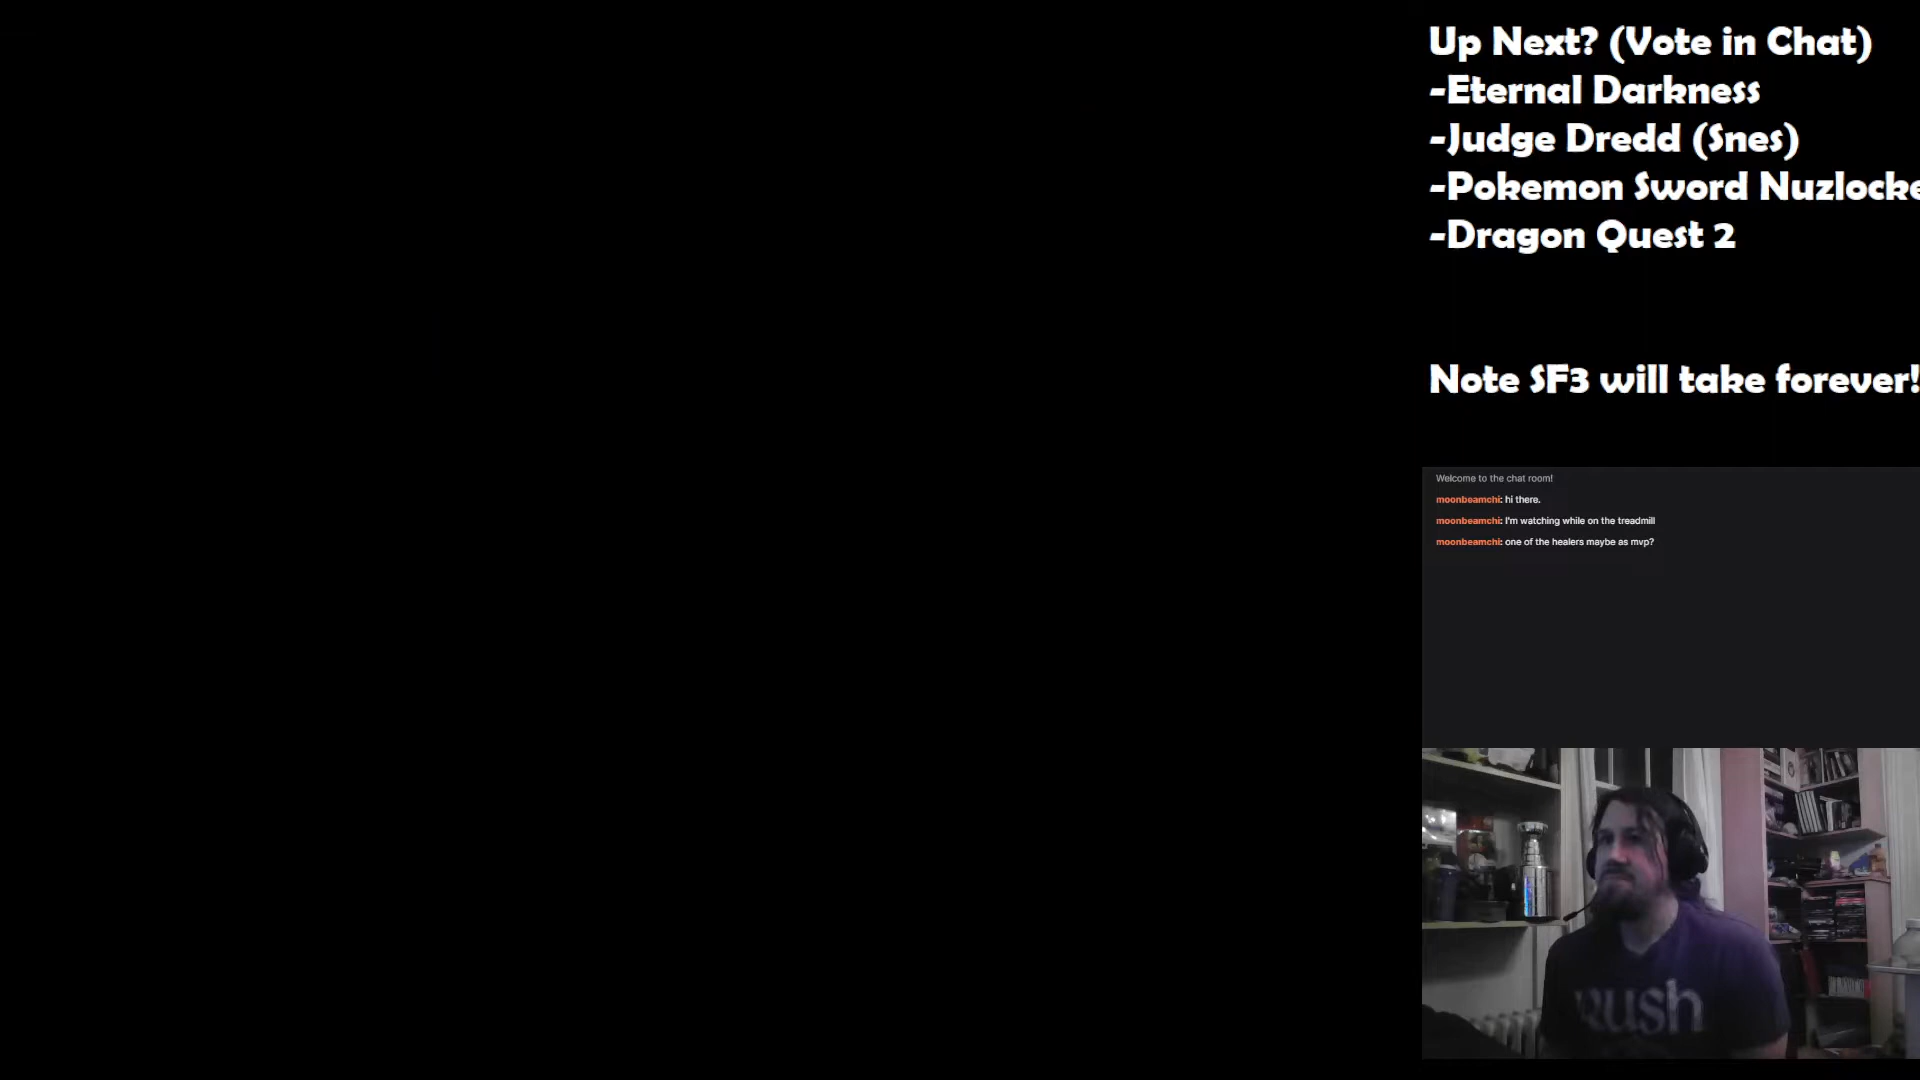 Up Next? (Vote in Chat)
-Eternal Darkness
-Judge Dredd (Snes)
-Pokemon Sword Nuzlocke
-Dragon Quest 2
Note SF3 will take forever!
Welcome to the chat room!
moonbeamchi: hi there.
moonbeamchi: I'm watching while on the treadmill
moonbeamchi: one of the healers maybe as mvp?
Rush